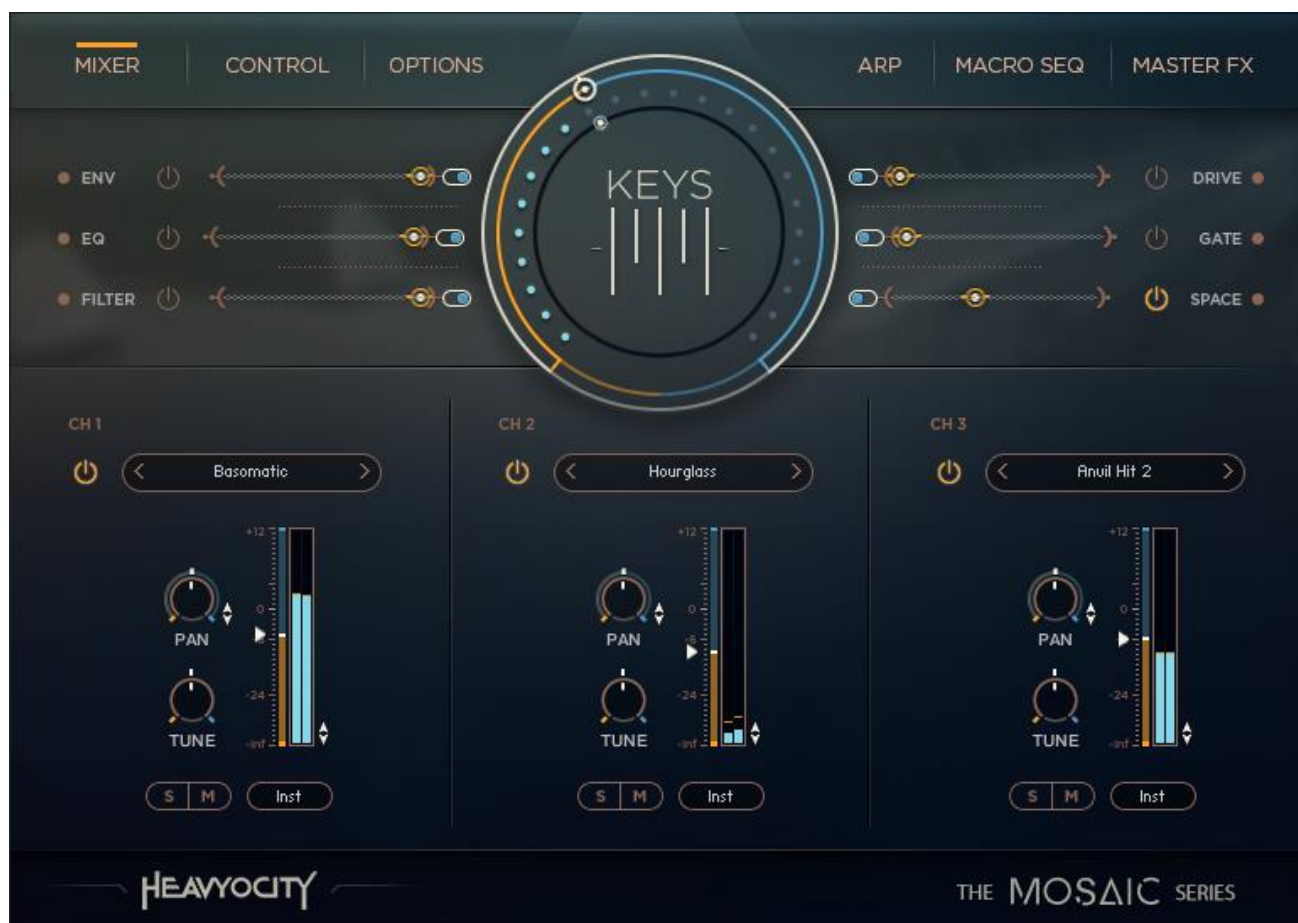 MIXER CONTROL OPTIONS ARP MACRO SEQ MASTER FX
KEYS
ENV DRIVE
EQ GATE
FILTER SPACE
CH 1 CH 2 CH 3
< Basomatic > < Hourglass > < Anvil Hit 2 >
+12 +12 +12
0 0 0
PAN PAN -6 PAN
-24 -24 -24
TUNE -Inf TUNE -Inf TUNE -Inf
S M Inst S M Inst S M Inst
HEAVYOCITY THE MOSAIC SERIES